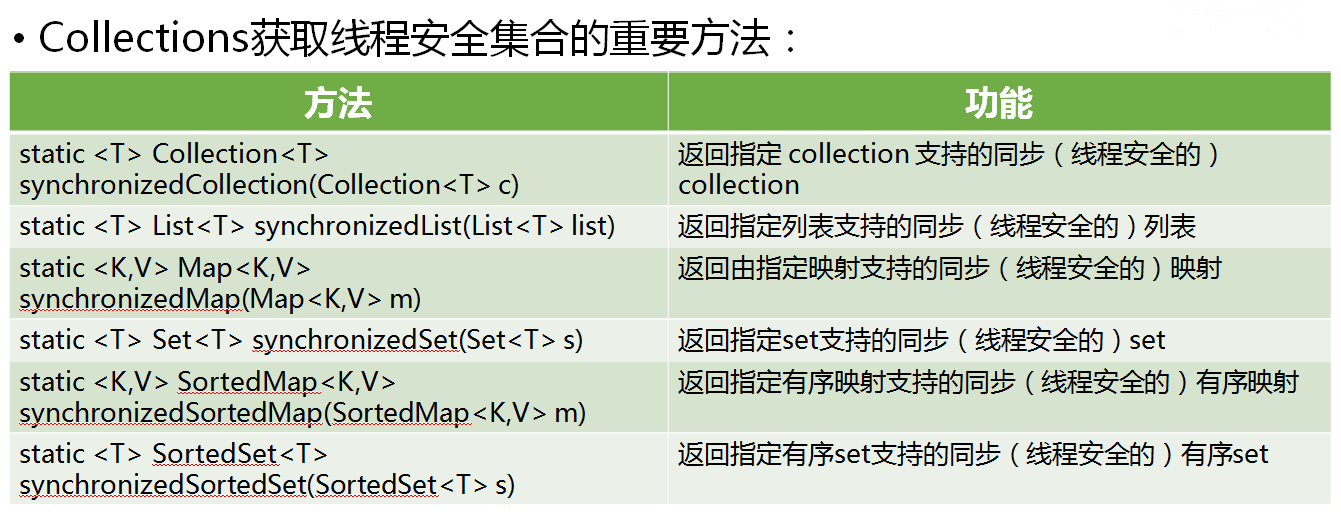 • Collections获取线程安全集合的重要方法：
方法
功能
static <T> Collection<T>
synchronizedCollection(Collection<T> c)
返回指定 collection 支持的同步（线程安全的）
collection
static <T> List<T> synchronizedList(List<T> list)
返回指定列表支持的同步（线程安全的）列表
static <K,V> Map<K,V>
synchronizedMap(Map<K,V> m)
返回由指定映射支持的同步（线程安全的）映射
static <T> Set<T> synchronizedSet(Set<T> s)
返回指定set支持的同步（线程安全的）set
static <K,V> SortedMap<K,V>
synchronizedSortedMap(SortedMap<K,V> m)
返回指定有序映射支持的同步（线程安全的）有序映射
static <T> SortedSet<T>
synchronizedSortedSet(SortedSet<T> s)
返回指定有序set支持的同步（线程安全的）有序set